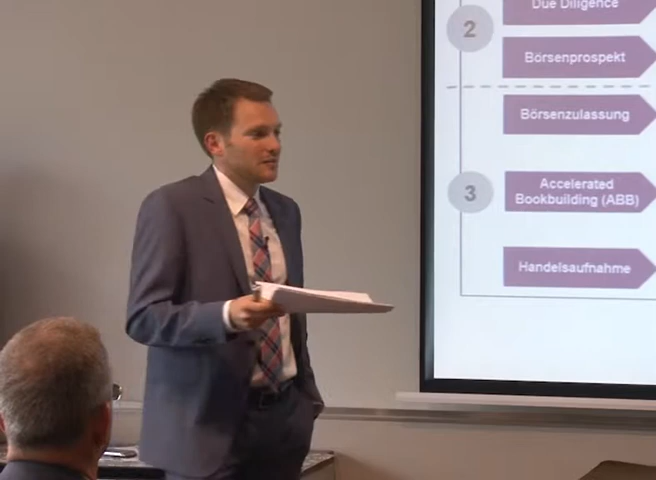 2
Due Diligence
Börsenprospekt
Börsenzulassung
3
Accelerated
Bookbuilding (ABB)
Handelsaufnahme